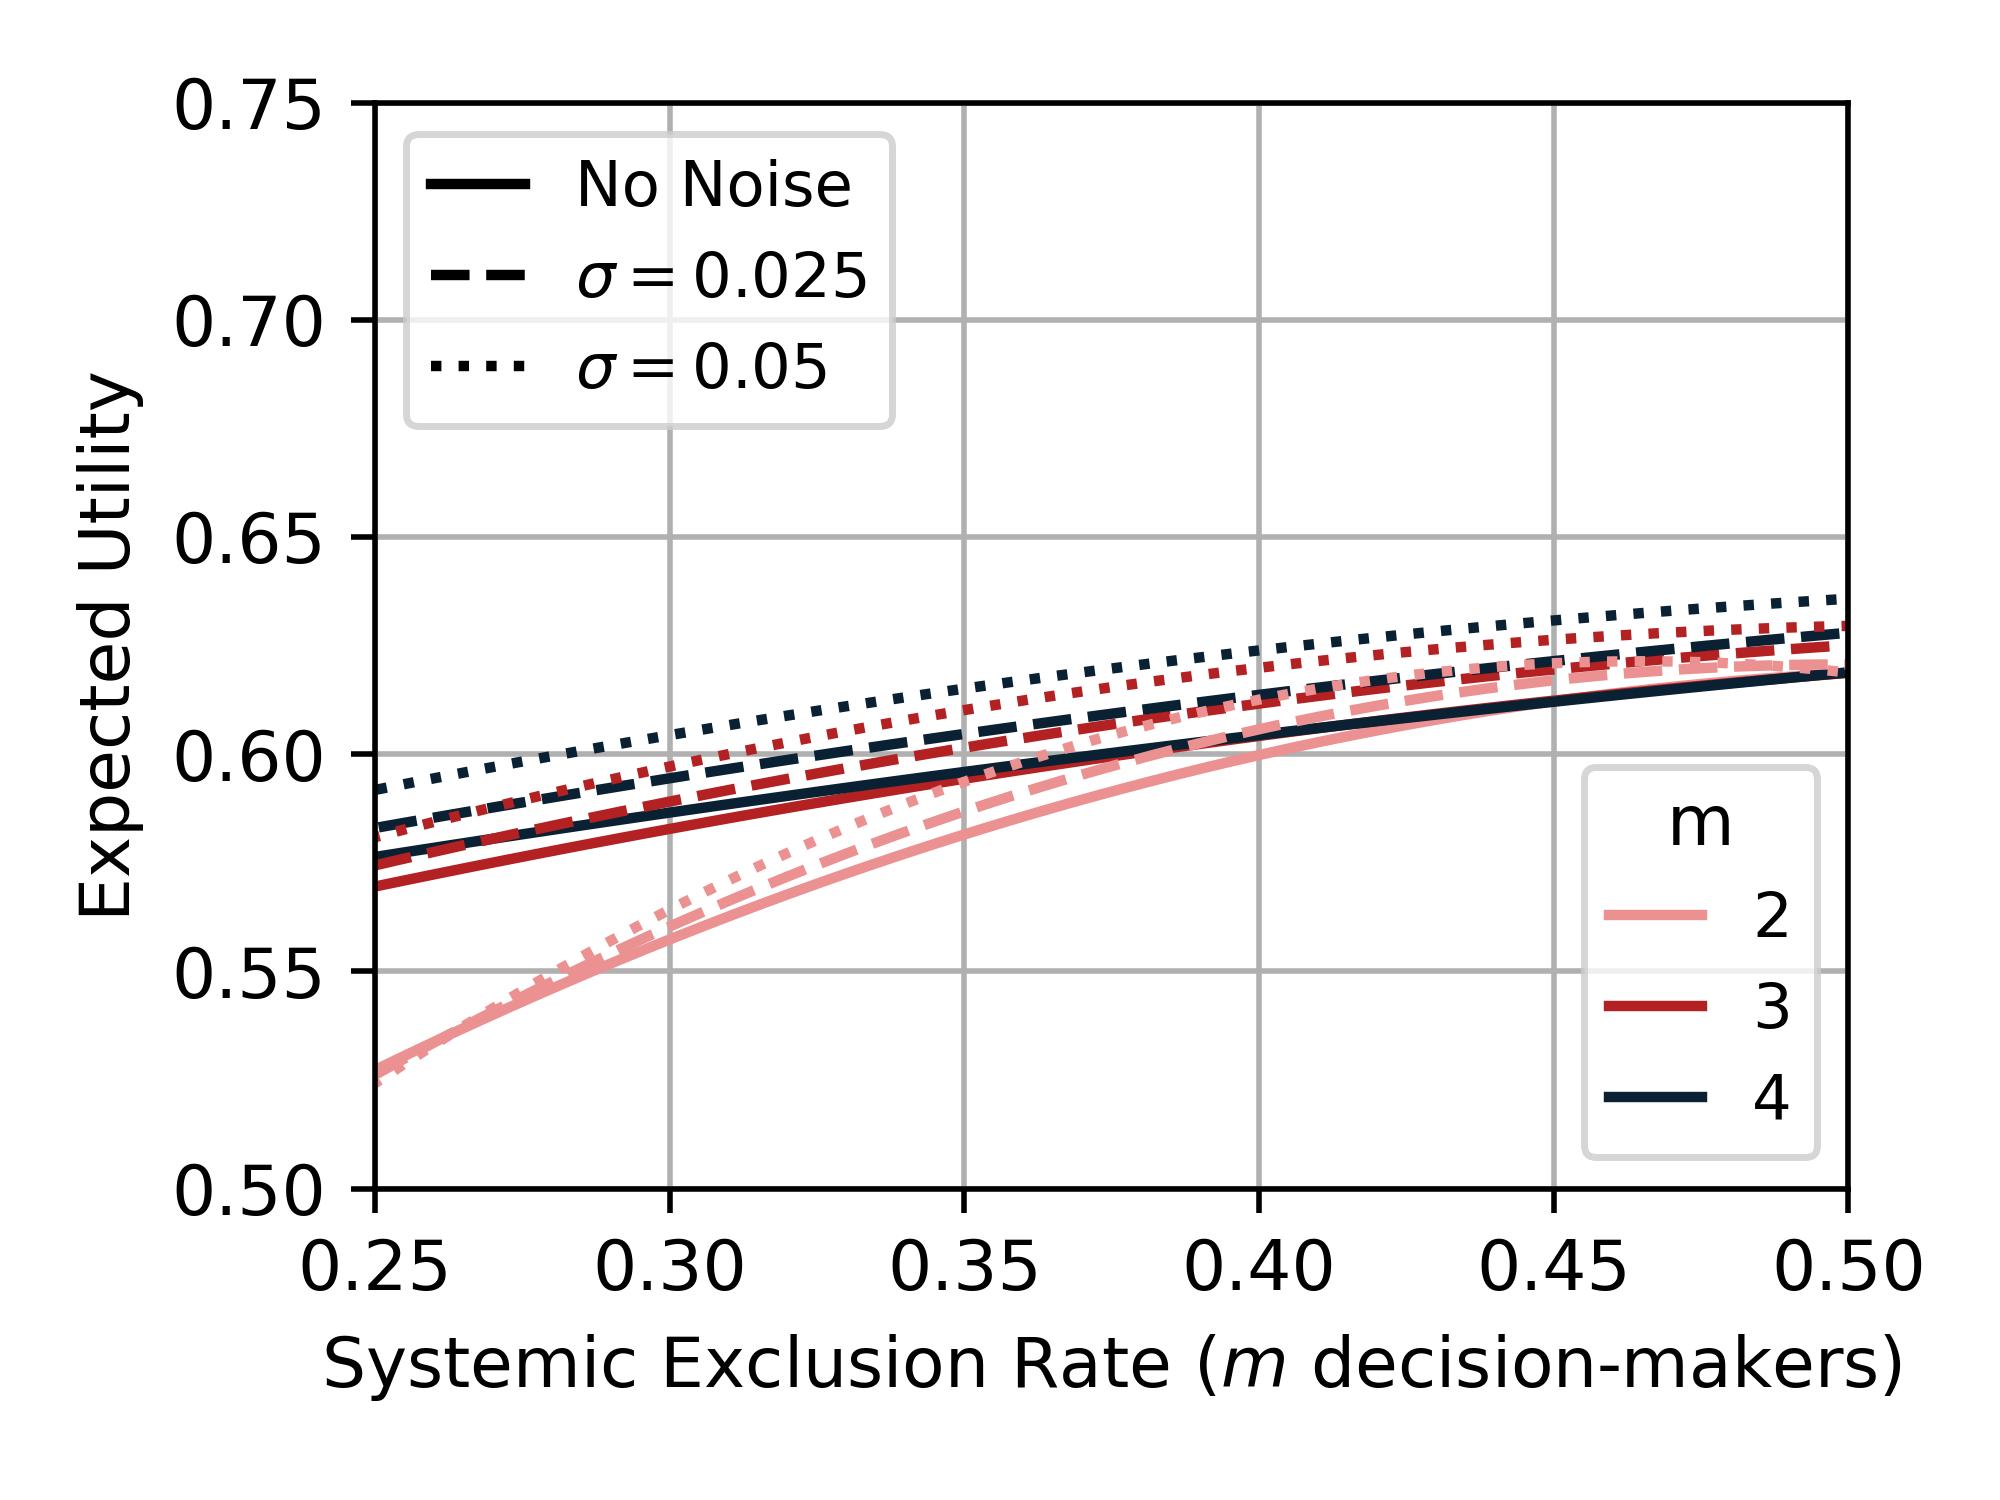 0.75
0.70
0.65
0.60
0.55
0.50
Expected Utility
No Noise
σ = 0.025
σ = 0.05
m
2
3
4
0.25 0.30 0.35 0.40 0.45 0.50
Systemic Exclusion Rate (m decision-makers)